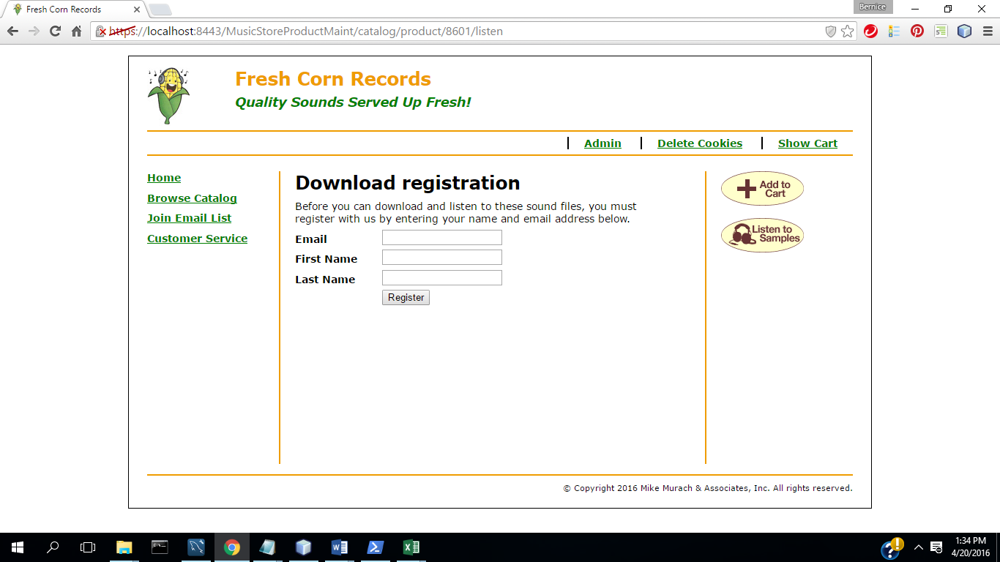 Fresh Corn Records
Bernice
https://localhost:8443/MusicStoreProductMaint/catalog/product/8601/listen
Fresh Corn Records
Quality Sounds Served Up Fresh!
Admin
Delete Cookies
Show Cart
Home
Browse Catalog
Join Email List
Customer Service
Download registration
Before you can download and listen to these sound files, you must
register with us by entering your name and email address below.
Email
First Name
Last Name
Register
Add to
Cart
Listen to
Samples
© Copyright 2016 Mike Murach & Associates, Inc. All rights reserved.
1:34 PM
4/20/2016